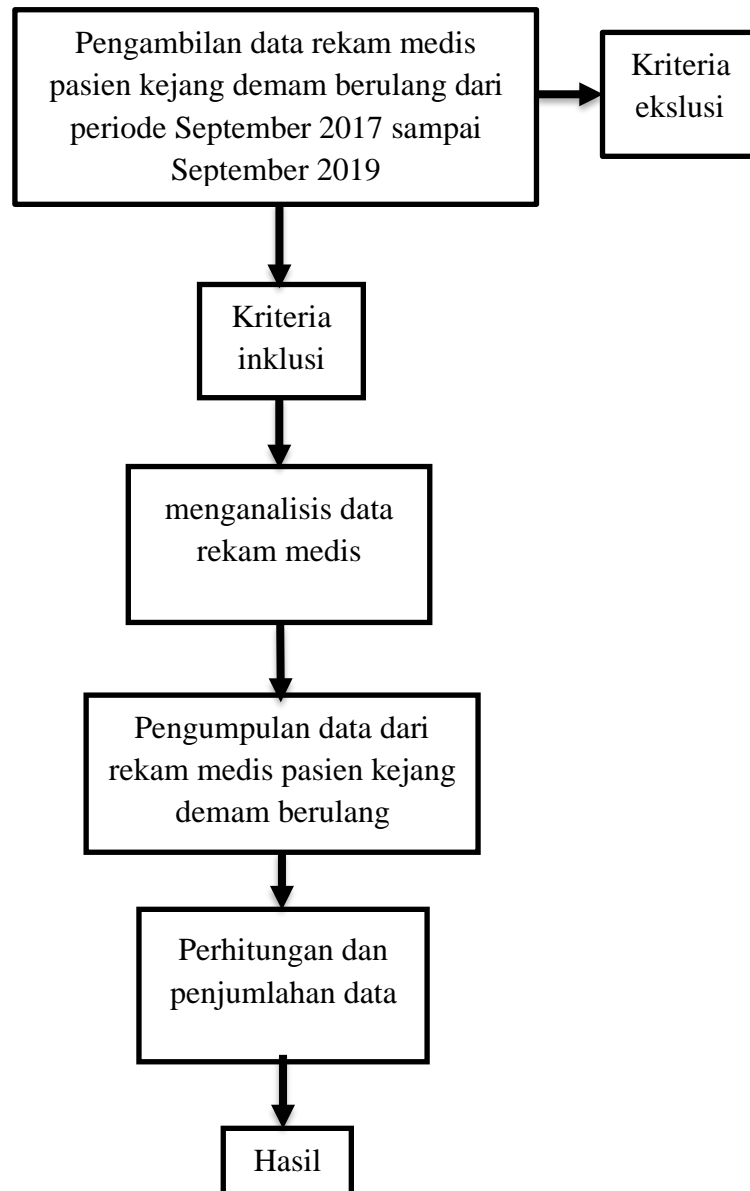 Pengambilan data rekam medis
pasien kejang demam berulang dari
periode September 2017 sampai
September 2019
Kriteria
ekslusi
Kriteria
inklusi
menganalisis data
rekam medis
Pengumpulan data dari
rekam medis pasien kejang
demam berulang
Perhitungan dan
penjumlahan data
Hasil